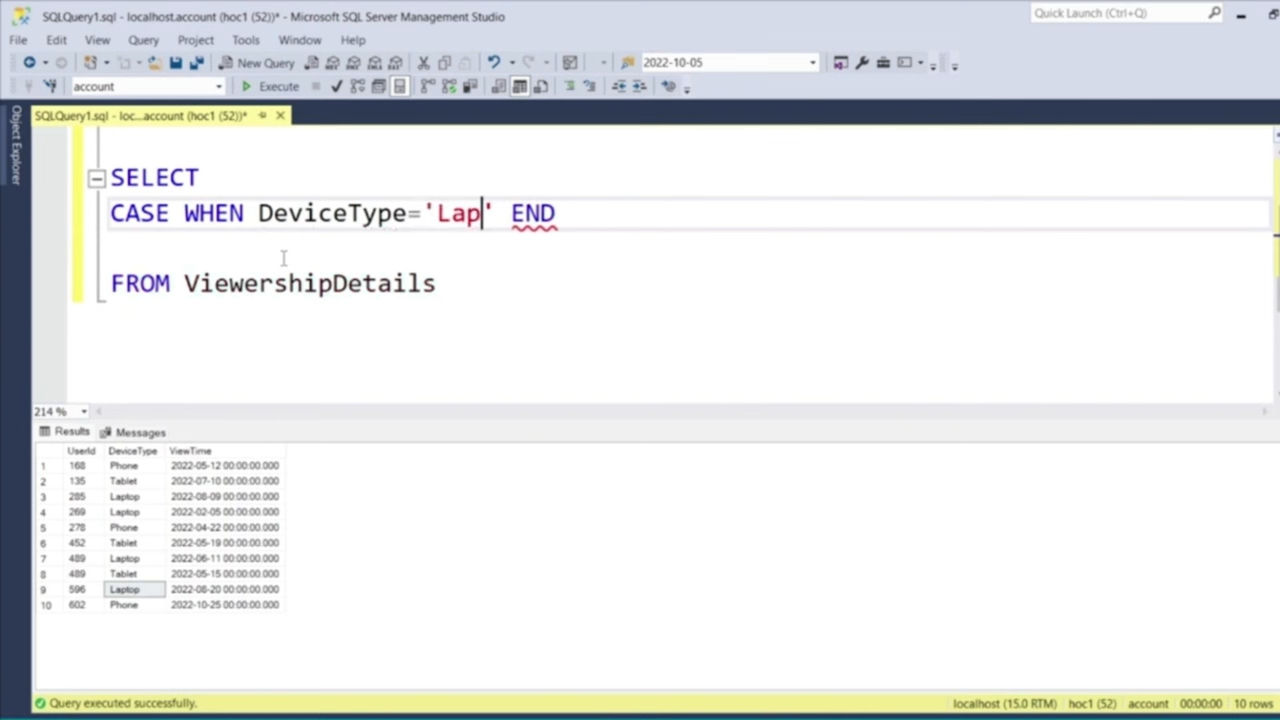 SQLQuery1.sql - localhost.account (hoc1 (52))* - Microsoft SQL Server Management Studio
Quick Launch (Ctrl+Q)
File Edit View Query Project Tools Window Help
New Query
2022-10-05
account
Execute
Object Explorer
SQLQuery1.sql - loc...account (hoc1 (52))*
SELECT
CASE WHEN DeviceType='Lap' END
FROM ViewershipDetails
214 %
Results Messages
UserId DeviceType ViewTime
1 168 Phone 2022-05-12 00:00:00.000
2 135 Tablet 2022-07-10 00:00:00.000
3 285 Laptop 2022-08-09 00:00:00.000
4 269 Laptop 2022-02-05 00:00:00.000
5 278 Phone 2022-04-22 00:00:00.000
6 452 Tablet 2022-05-19 00:00:00.000
7 489 Laptop 2022-06-11 00:00:00.000
8 489 Tablet 2022-05-15 00:00:00.000
9 596 Laptop 2022-08-20 00:00:00.000
10 602 Phone 2022-10-25 00:00:00.000
Query executed successfully.
localhost (15.0 RTM) hoc1 (52) account 00:00:00 10 rows